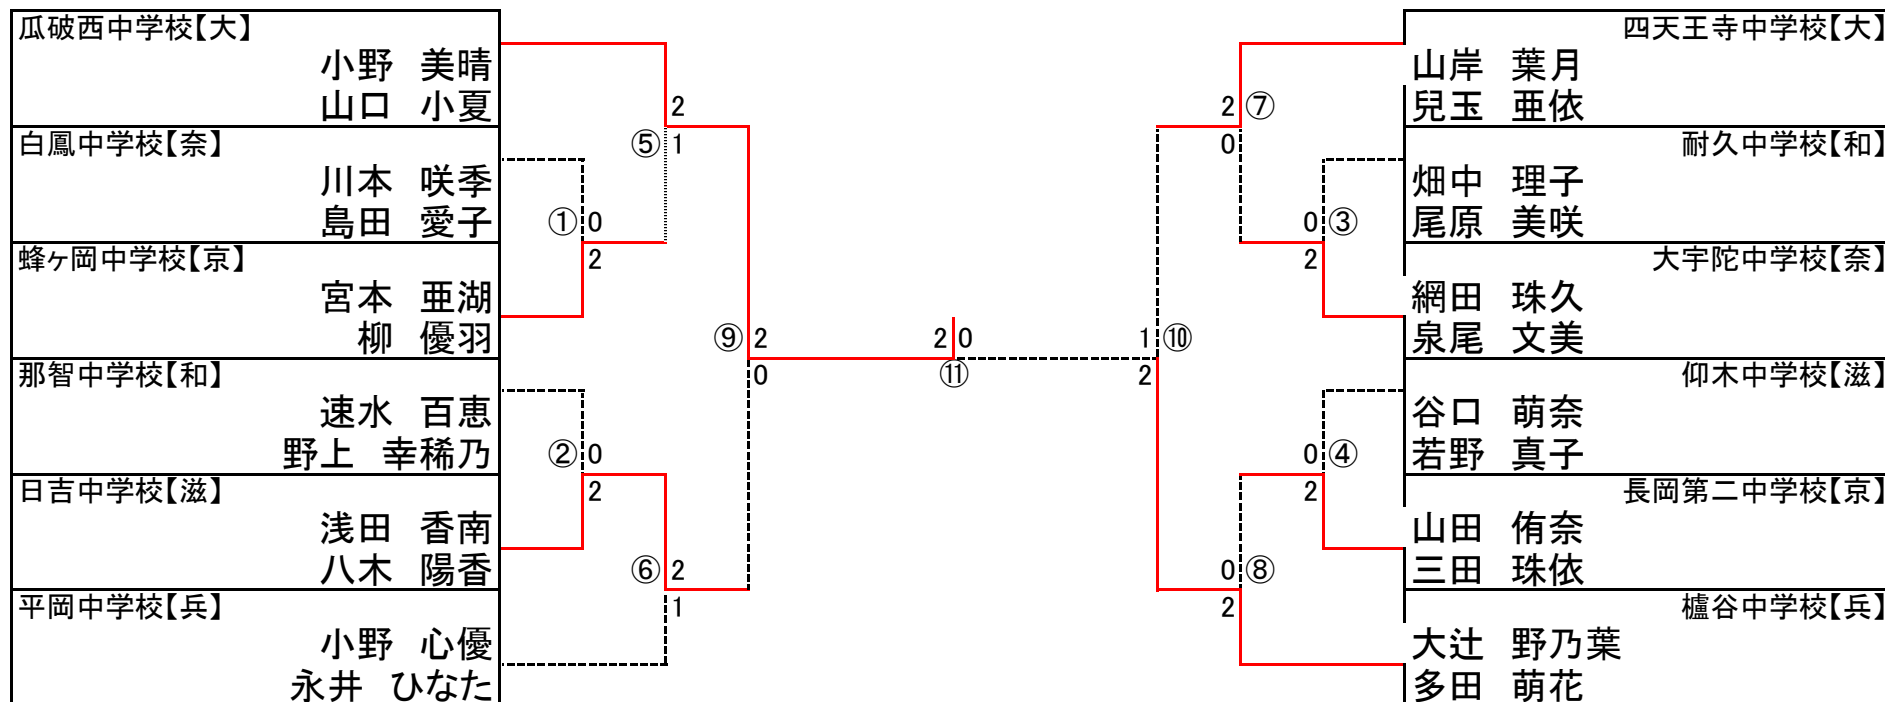 瓜破西中学校【大】
小野 美晴
山口 小夏
白鳳中学校【奈】
川本 咲季
島田 愛子
蜂ヶ岡中学校【京】
宮本 亜湖
柳 優羽
那智中学校【和】
速水 百恵
野上 幸稀乃
日吉中学校【滋】
浅田 香南
八木 陽香
平岡中学校【兵】
小野 心優
永井 ひなた
① 0
2
② 0
2
2
⑤ 1
⑥ 2
1
⑨ 2
0
2 0
⑪
1 ⑩
2
2 ⑦
0
0 ⑧
2
0 ③
2
0 ④
2
四天王寺中学校【大】
山岸 葉月
兒玉 亜依
耐久中学校【和】
畑中 理子
尾原 美咲
大宇陀中学校【奈】
網田 珠久
泉尾 文美
仰木中学校【滋】
谷口 萌奈
若野 真子
長岡第二中学校【京】
山田 侑奈
三田 珠依
櫨谷中学校【兵】
大辻 野乃葉
多田 萌花